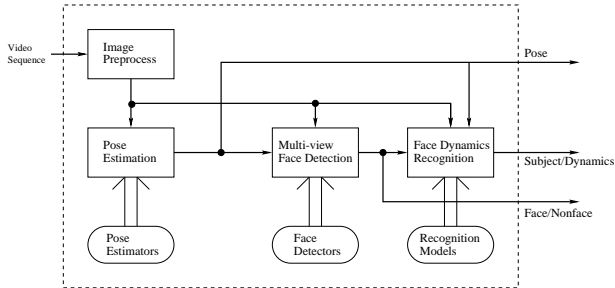 Video
Sequence
Image
Preprocess
Pose
Pose
Estimation
Multi-view
Face Detection
Face Dynamics
Recognition
Subject/Dynamics
Face/Nonface
Pose
Estimators
Face
Detectors
Recognition
Models